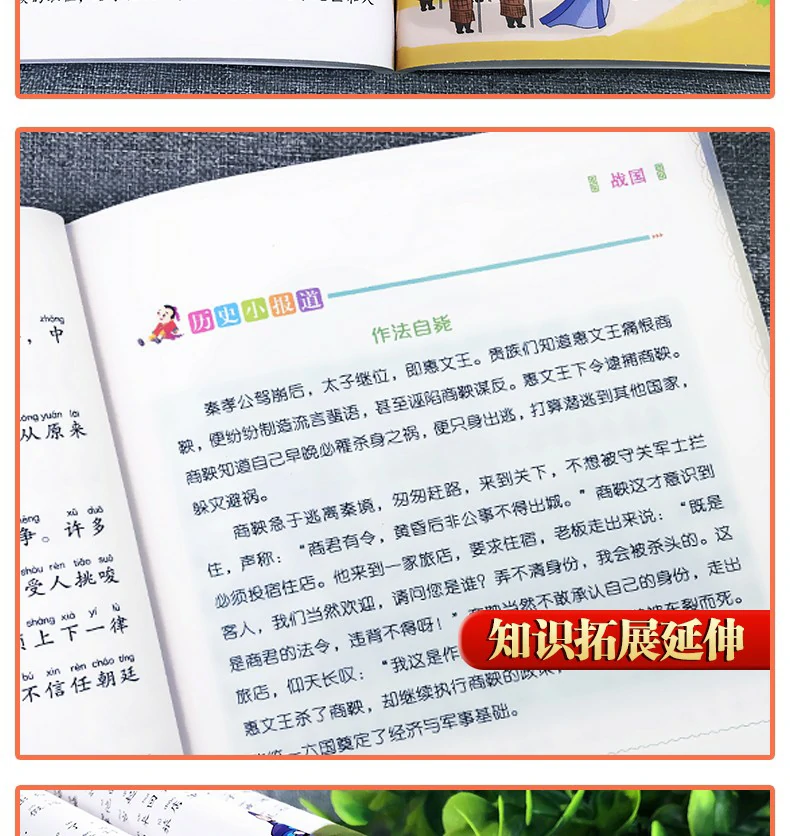 战国
历史小报道
作法自毙
秦孝公驾崩后，太子继位，即惠文王。贵族们知道惠文王痛恨商
鞅，便纷纷制造流言蜚语，甚至诬陷商鞅谋反。惠文王下令逮捕商鞅。
商鞅知道自己早晚必罹杀身之祸，便只身出逃，打算潜逃到其他国家，
躲灾避祸。
商鞅急于逃离秦境，匆匆赶路，来到关下，不想被守关军士拦
住，声称：“商君有令，黄昏后非公事不得出城。”商鞅这才意识到
必须投宿住店。他来到一家旅店，要求住宿，老板走出来说：“既是
客人，我们当然欢迎，请问您是谁？弄不清身份，我会被杀头的。这
是商君的法令，违背不得呀！”商鞅当然不敢承认自己的身份，走出
旅店，仰天长叹：“我这是作
车裂而死。
惠文王杀了商鞅，却继续执行商鞅的政策，
六国奠定了经济与军事基础。
zhōng
，中
yuán lái
从原来
xǔ duō
争。许多
shòu rén tiǎo suō
受人挑唆
shàng xià yí lǜ
上下一律
bú xìn rèn cháo tíng
不信任朝廷
知识拓展延伸